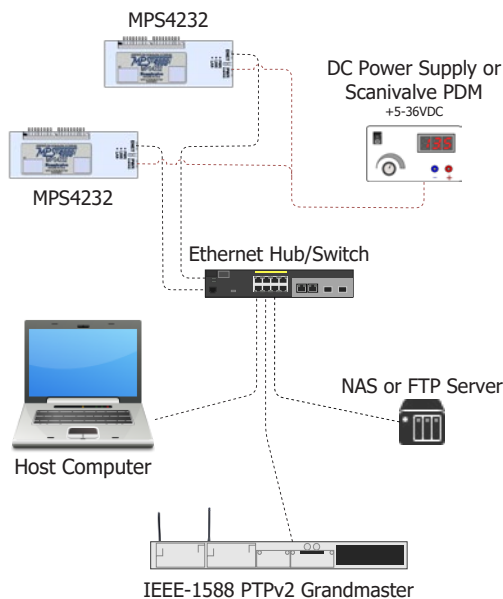 MPS4232
DC Power Supply or
Scanivalve PDM
+5-36VDC
MPS4232
Ethernet Hub/Switch
NAS or FTP Server
Host Computer
IEEE-1588 PTPv2 Grandmaster